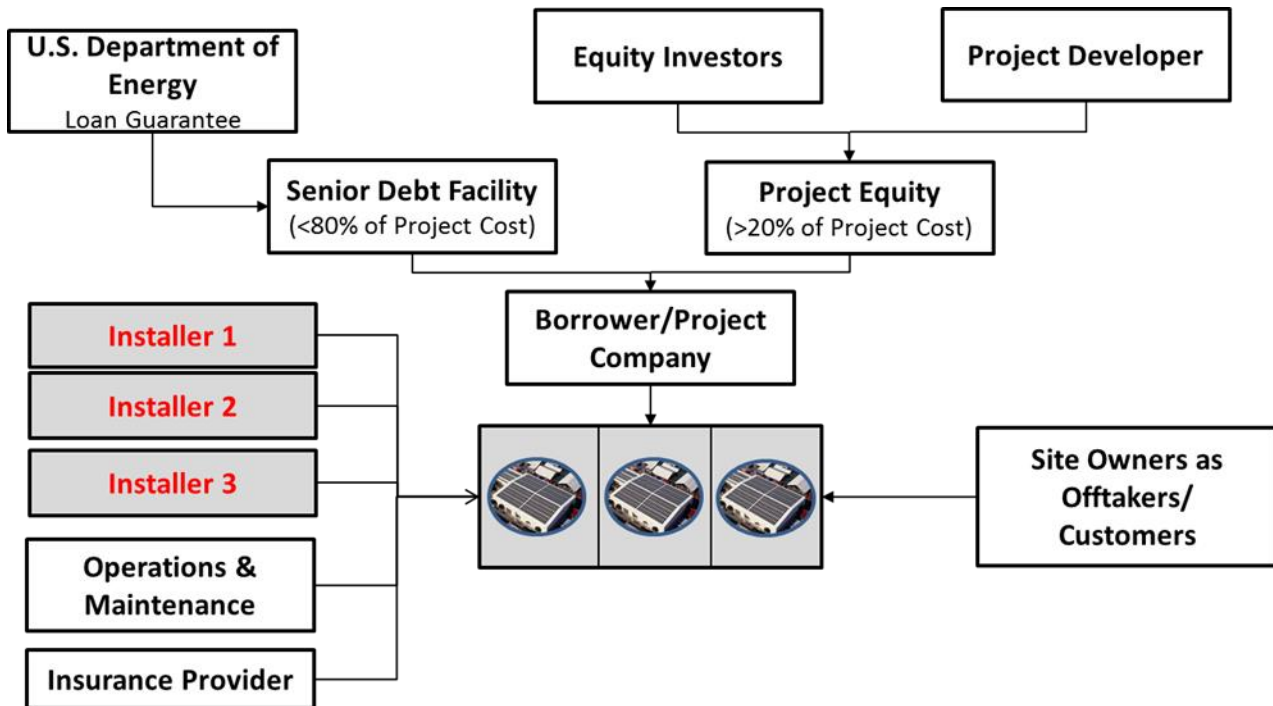 U.S. Department of
Energy
Loan Guarantee
Equity Investors
Project Developer
Senior Debt Facility
(<80% of Project Cost)
Project Equity
(>20% of Project Cost)
Borrower/Project
Company
Installer 1
Installer 2
Installer 3
Operations &
Maintenance
Insurance Provider
Site Owners as
Offtakers/
Customers